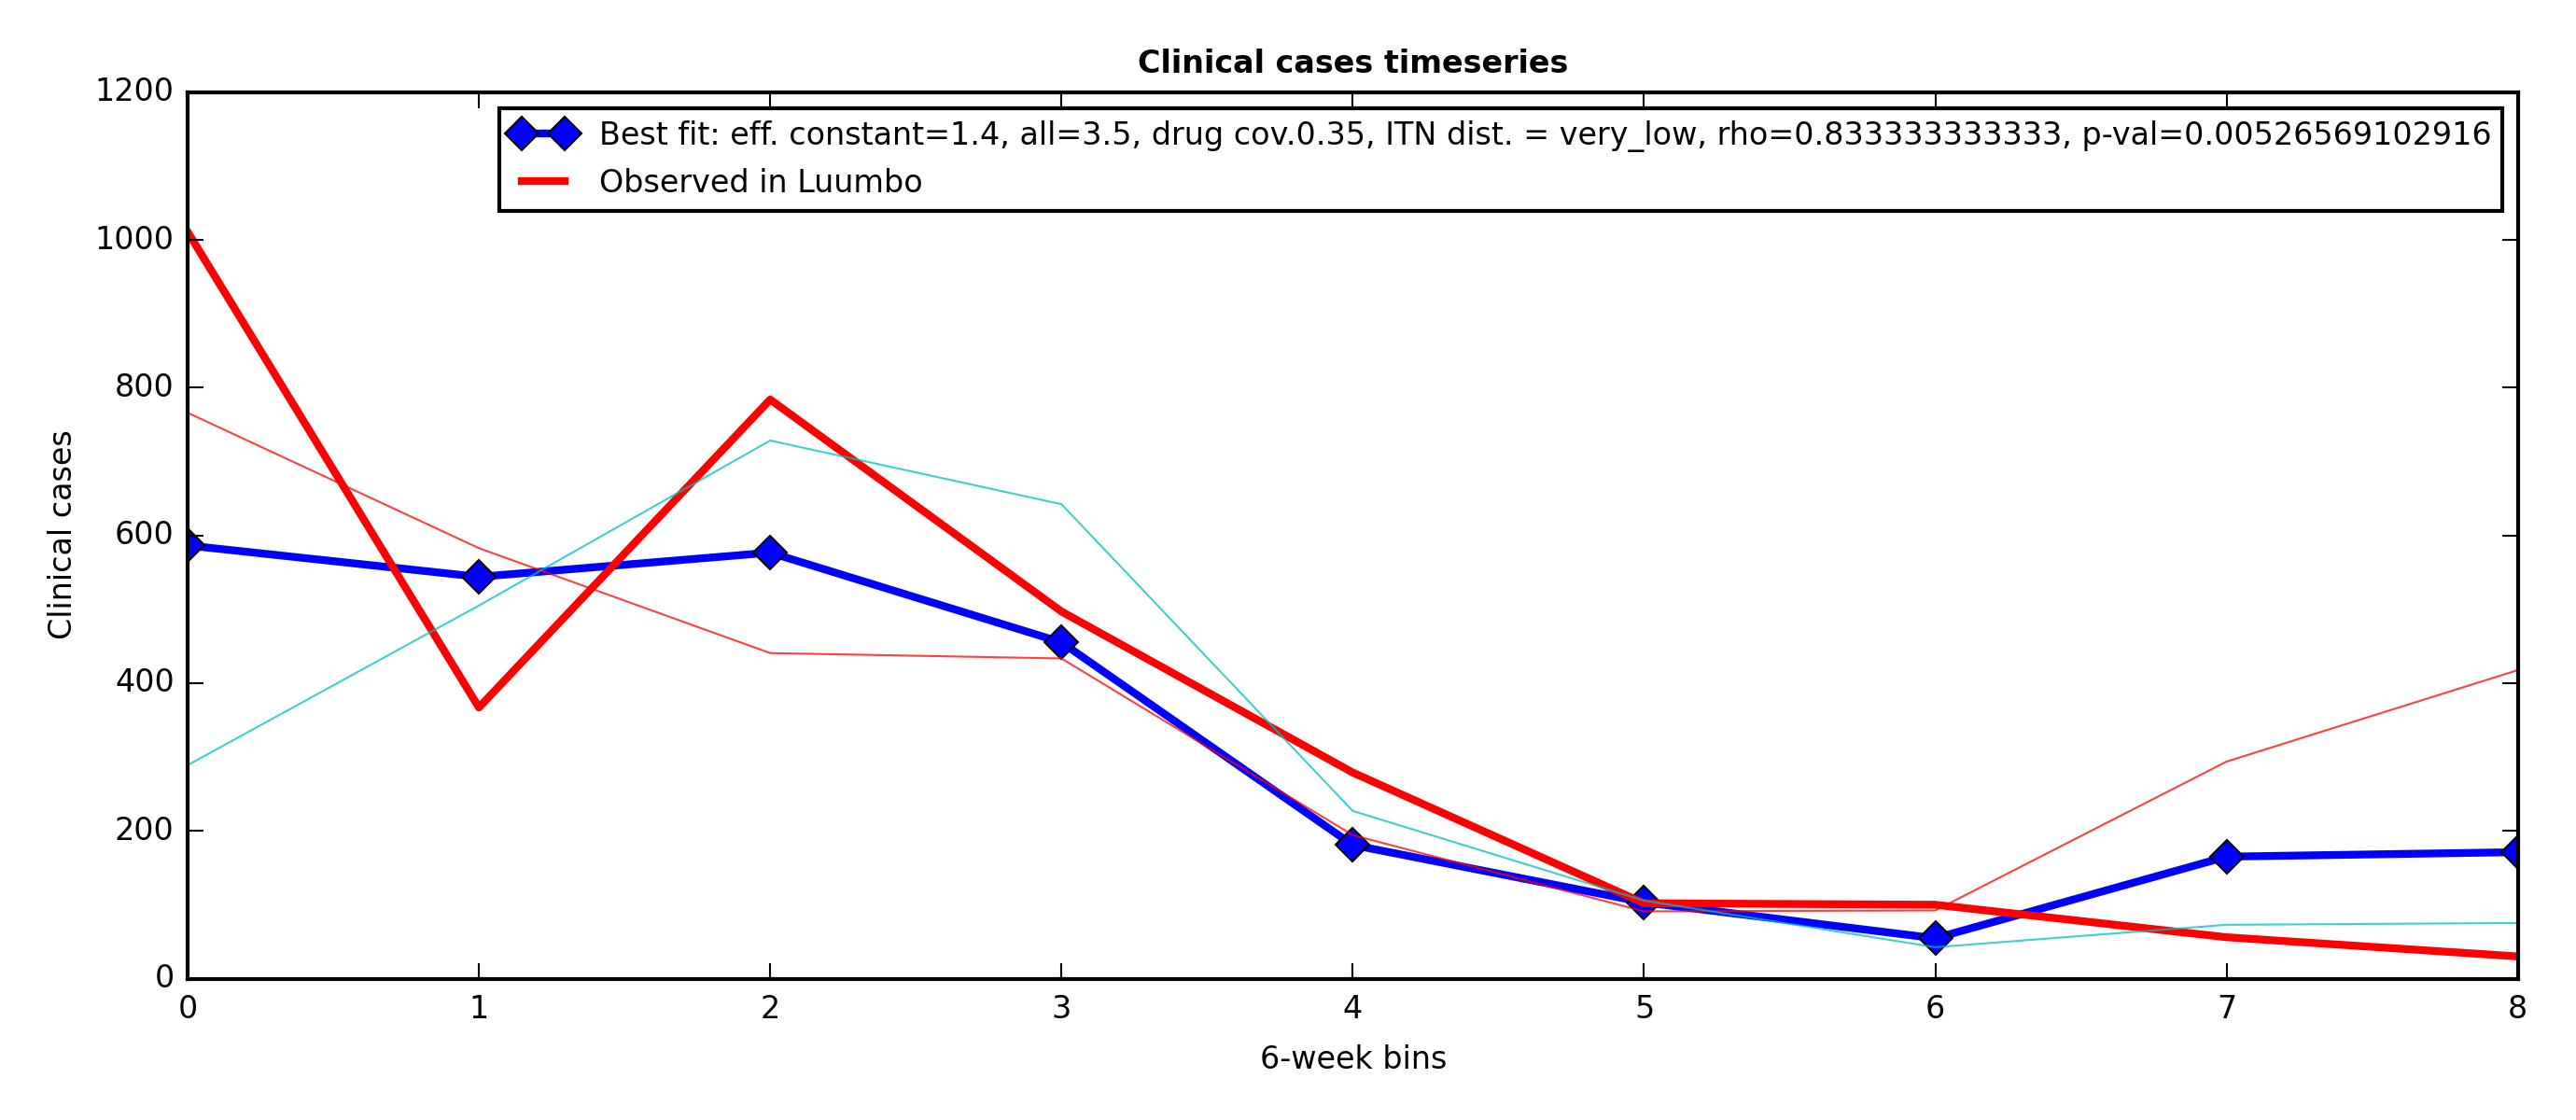 Clinical cases timeseries
1200
1000
800
600
400
200
0
Clinical cases
Best fit: eff. constant=1.4, all=3.5, drug cov.0.35, ITN dist. = very_low, rho=0.833333333333, p-val=0.00526569102916
Observed in Luumbo
0 1 2 3 4 5 6 7 8
6-week bins